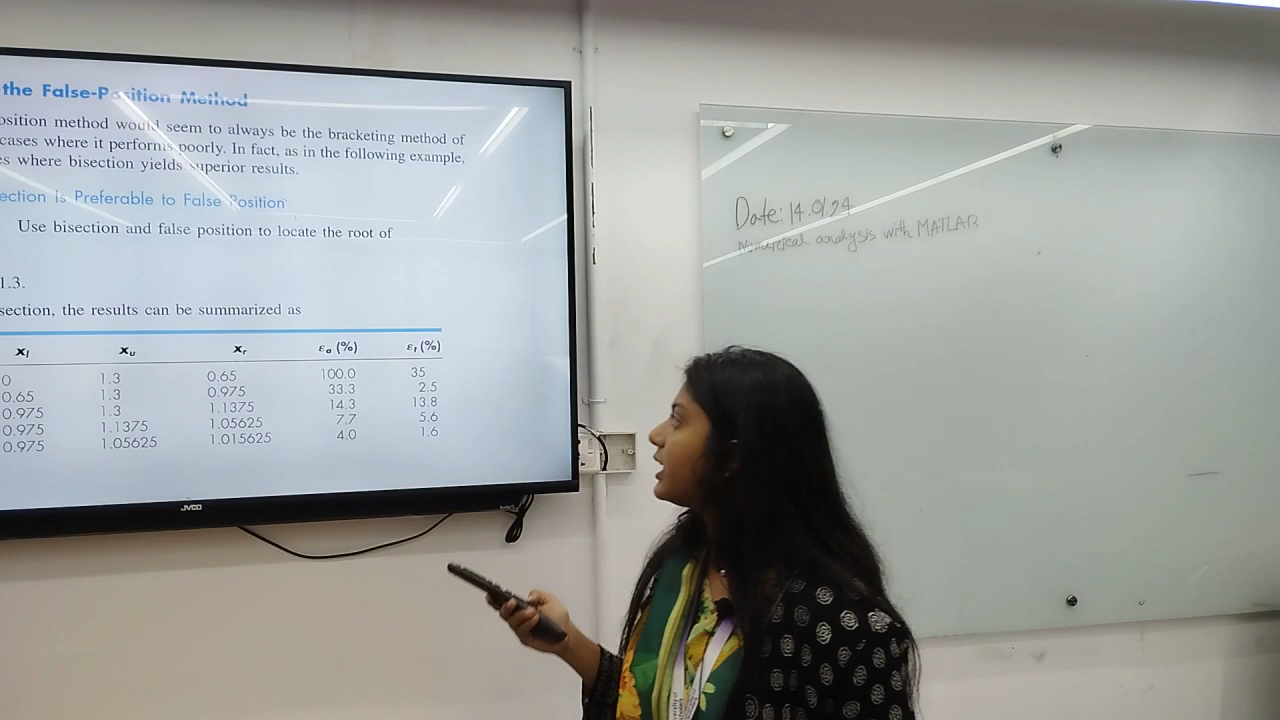 the False-Position Method
osition method would seem to always be the bracketing method of
cases where it performs poorly. In fact, as in the following example,
es where bisection yields superior results.
ection Is Preferable to False Position
Use bisection and false position to locate the root of
1.3.
section, the results can be summarized as
xl xu xr εa (%) εt (%)
0 1.3 0.65 100.0 35
0.65 1.3 0.975 33.3 2.5
0.975 1.3 1.1375 14.3 13.8
0.975 1.1375 1.05625 7.7 5.6
0.975 1.05625 1.015625 4.0 1.6
JVCO
Date: 14.9/24
Numerical analysis with MATLAB